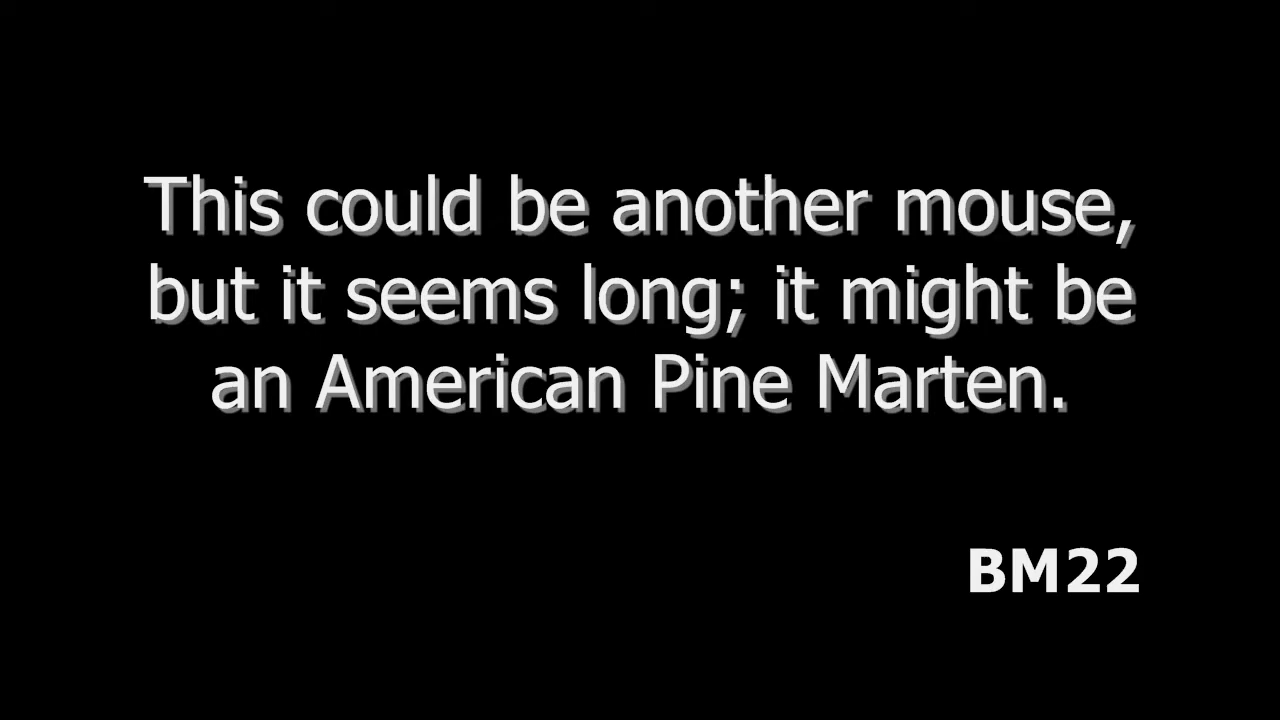 This could be another mouse,
but it seems long; it might be
an American Pine Marten.
BM22